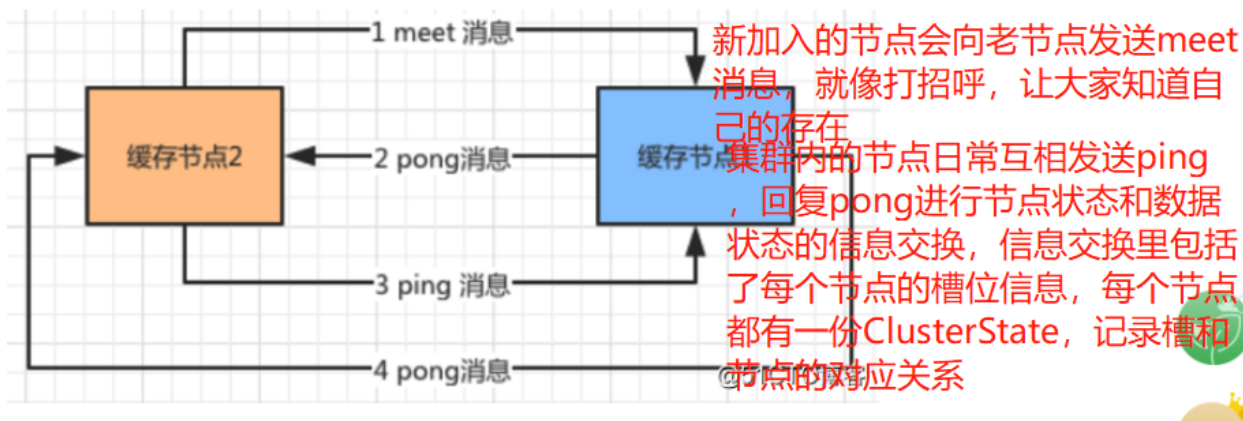 1 meet 消息
新加入的节点会向老节点发送meet
消息，就像打招呼，让大家知道自
己的存在
缓存节点2
2 pong消息
缓存节点
集群内的节点日常互相发送ping
，回复pong进行节点状态和数据
状态的信息交换，信息交换里包括
了每个节点的槽位信息，每个节点
都有一份ClusterState，记录槽和
节点的对应关系
3 ping 消息
4 pong消息